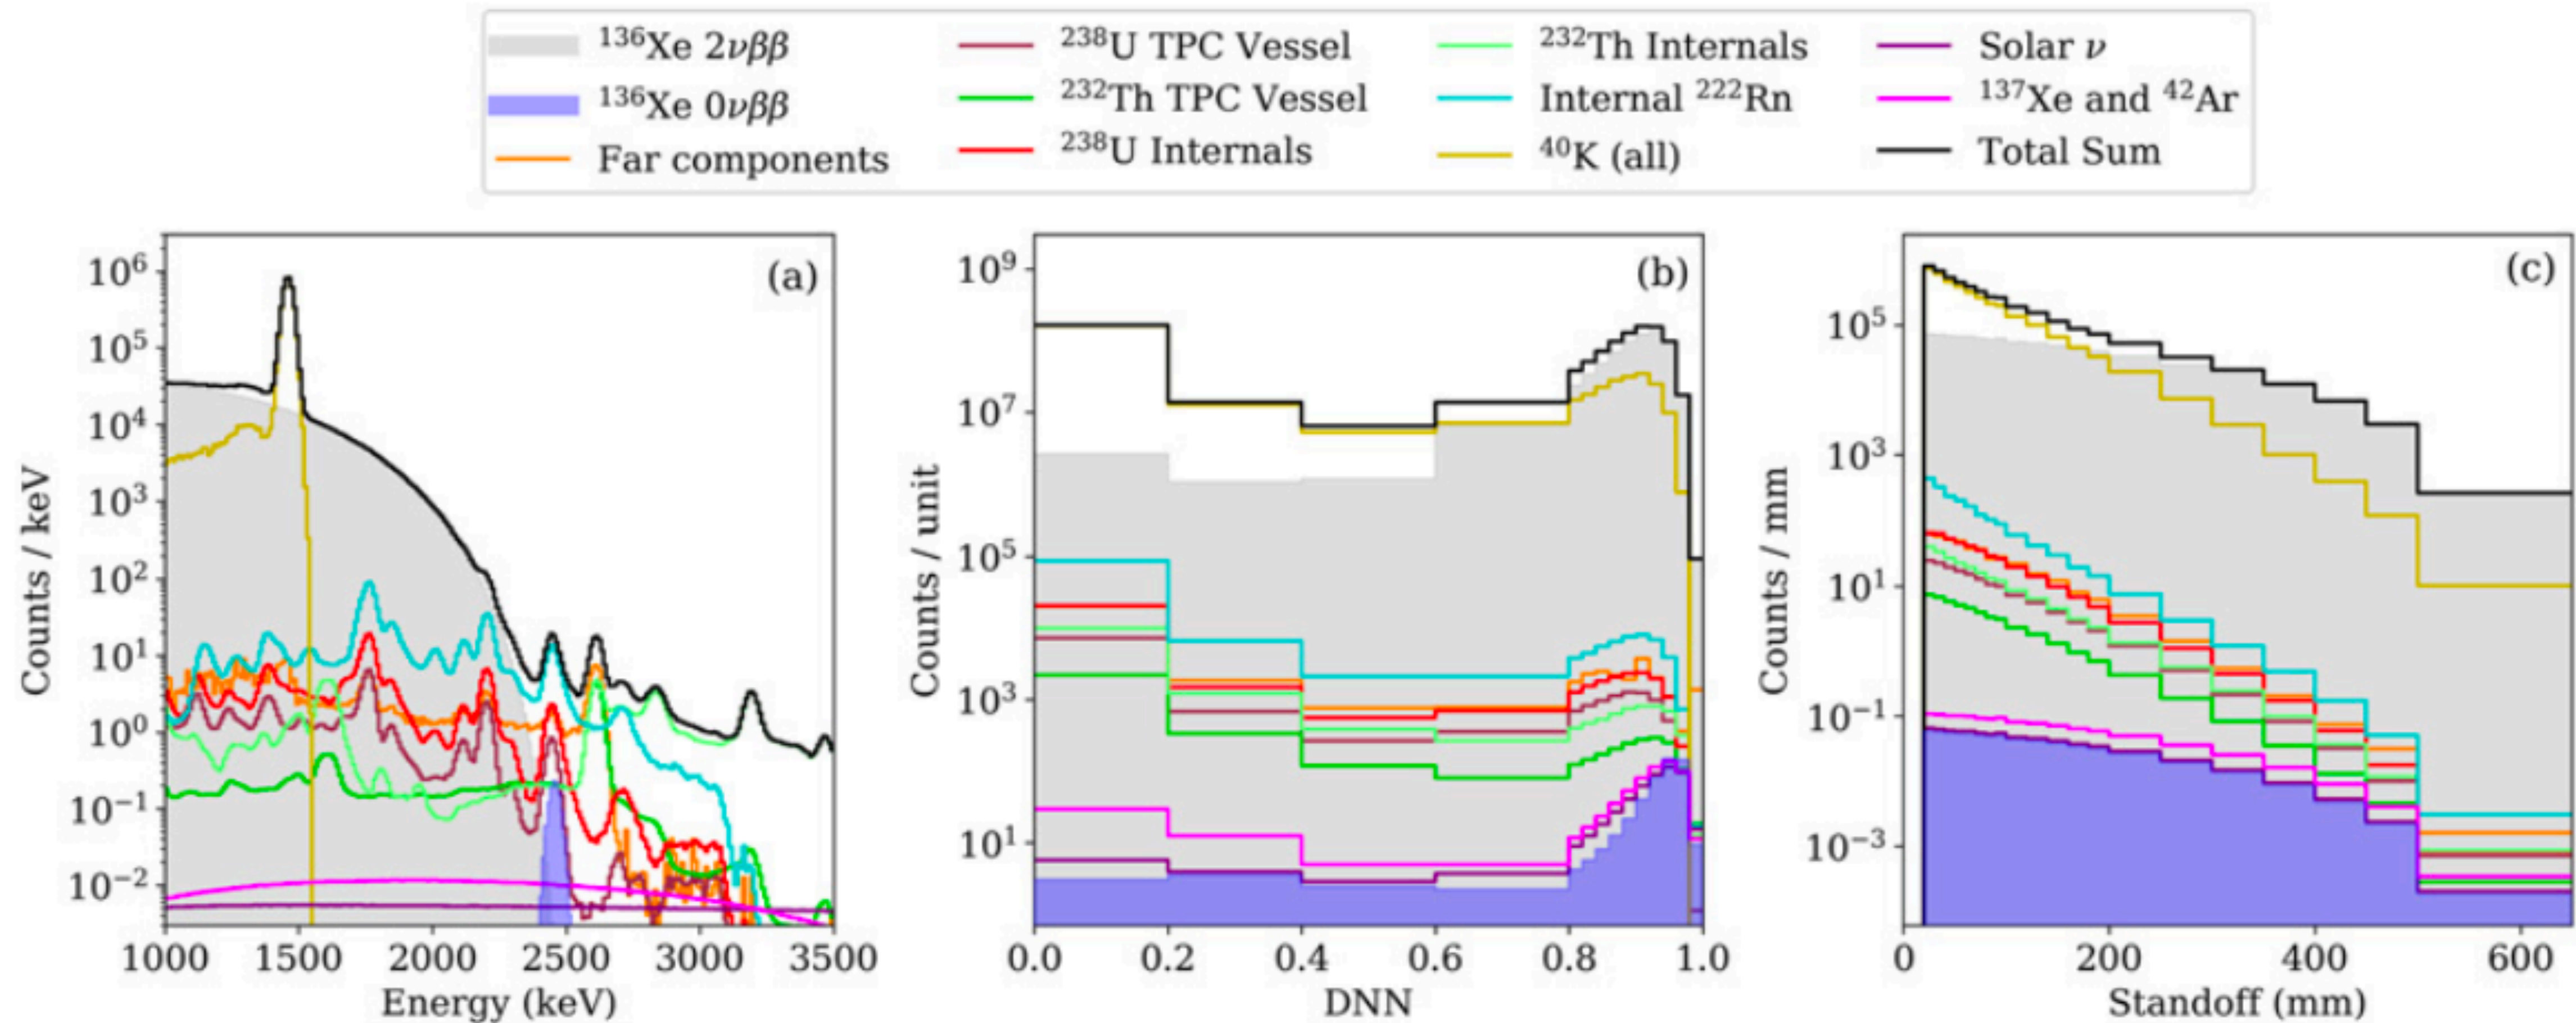 ¹³⁶Xe 2νββ
¹³⁶Xe 0νββ
Far components
²³⁸U TPC Vessel
²³²Th TPC Vessel
²³⁸U Internals
²³²Th Internals
Internal ²²²Rn
⁴⁰K (all)
Solar ν
¹³⁷Xe and ⁴²Ar
Total Sum
(a)
Counts / keV
10⁶
10⁵
10⁴
10³
10²
10¹
10⁰
10⁻¹
10⁻²
1000 1500 2000 2500 3000 3500
Energy (keV)
(b)
Counts / unit
10⁹
10⁷
10⁵
10³
10¹
0.0 0.2 0.4 0.6 0.8 1.0
DNN
(c)
Counts / mm
10⁵
10³
10¹
10⁻¹
10⁻³
0 200 400 600
Standoff (mm)